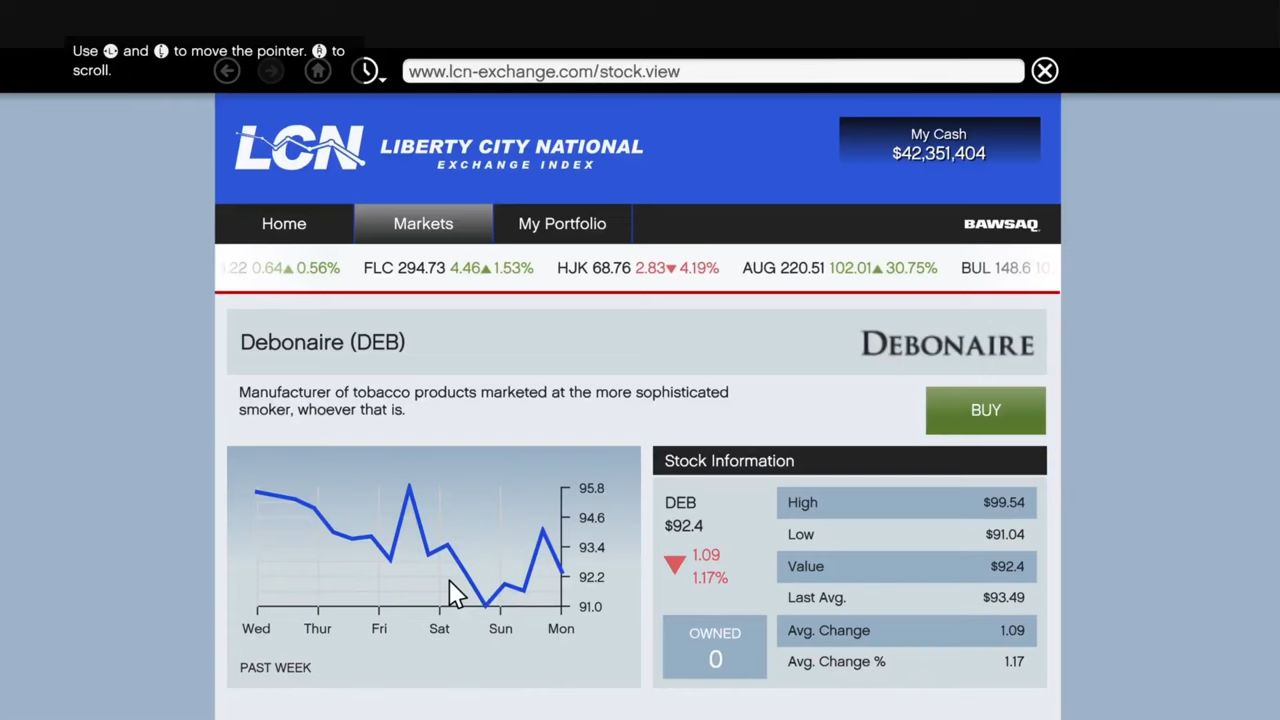 Use L and L to move the pointer. R to
scroll.
www.lcn-exchange.com/stock.view
LCN LIBERTY CITY NATIONAL
EXCHANGE INDEX
My Cash
$42,351,404
Home Markets My Portfolio BAWSAQ
22 0.64▲0.56% FLC 294.73 4.46▲1.53% HJK 68.76 2.83▼4.19% AUG 220.51 102.01▲30.75% BUL 148.6 10
Debonaire (DEB) DEBONAIRE
Manufacturer of tobacco products marketed at the more sophisticated
smoker, whoever that is.
BUY
95.8
94.6
93.4
92.2
91.0
Wed Thur Fri Sat Sun Mon
PAST WEEK
Stock Information
DEB
$92.4
▼ 1.09
1.17%
OWNED
0
High $99.54
Low $91.04
Value $92.4
Last Avg. $93.49
Avg. Change 1.09
Avg. Change % 1.17